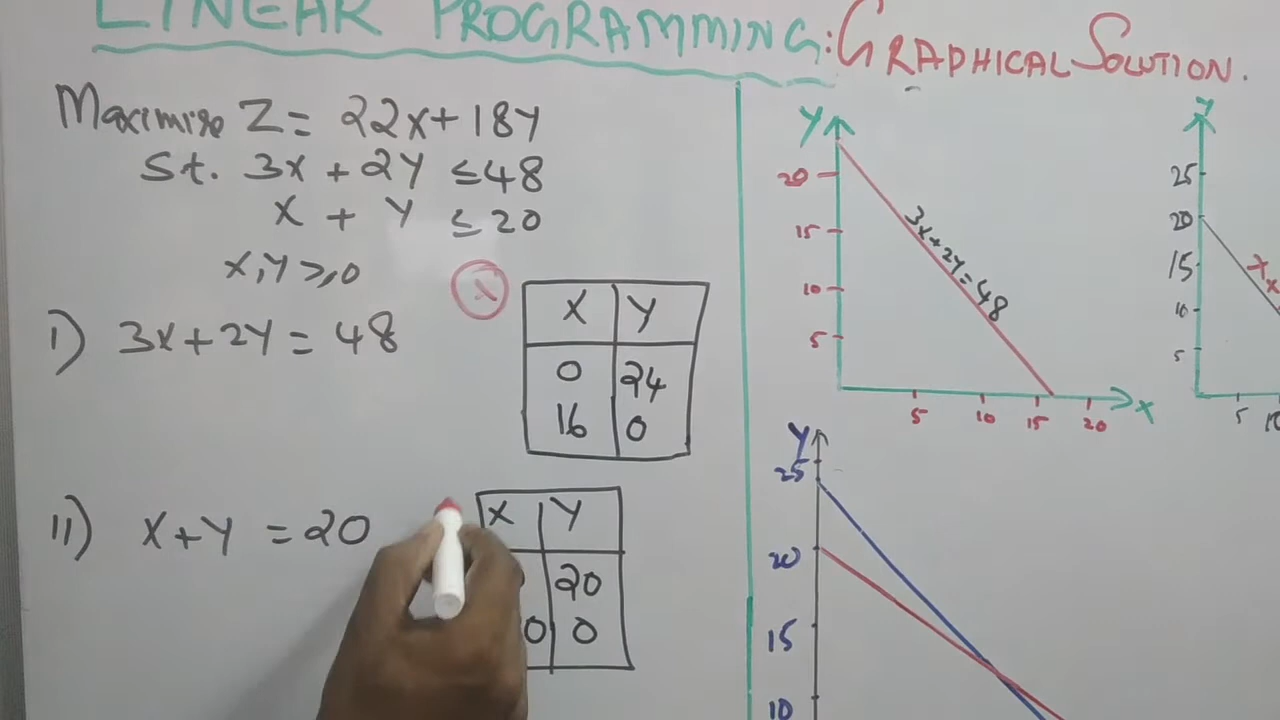 LINEAR PROGRAMMING: GRAPHICAL SOLUTION.
Maximise Z = 22X + 18Y
St. 3X + 2Y ≤ 48
X + Y ≤ 20
X, Y ≥, 0
X
I) 3X + 2Y = 48
X Y
0 24
16 0
II) X + Y = 20
X Y
20
0 0
Y
20
15
10
5
3X + 2Y = 48
5 10 15 20 X
Y
25
20
15
10
5
X
5
Y
25
20
15
10